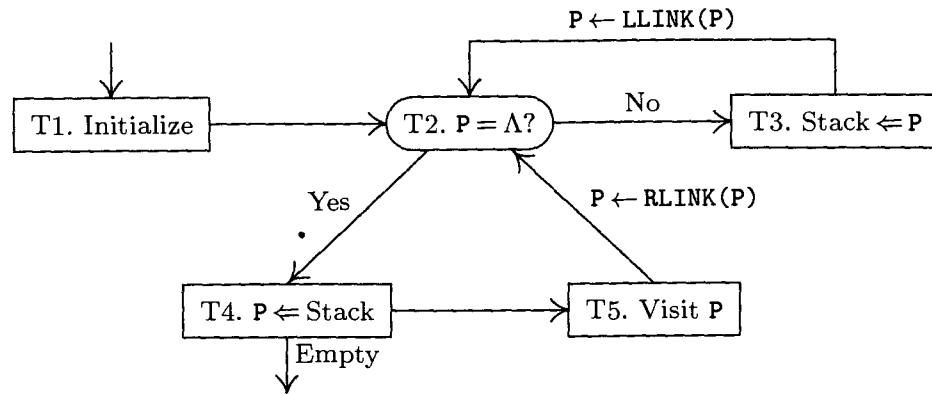 P ← LLINK(P)
T1. Initialize
T2. P = Λ?
No
T3. Stack ⇐ P
Yes
P ← RLINK(P)
T4. P ⇐ Stack
T5. Visit P
Empty